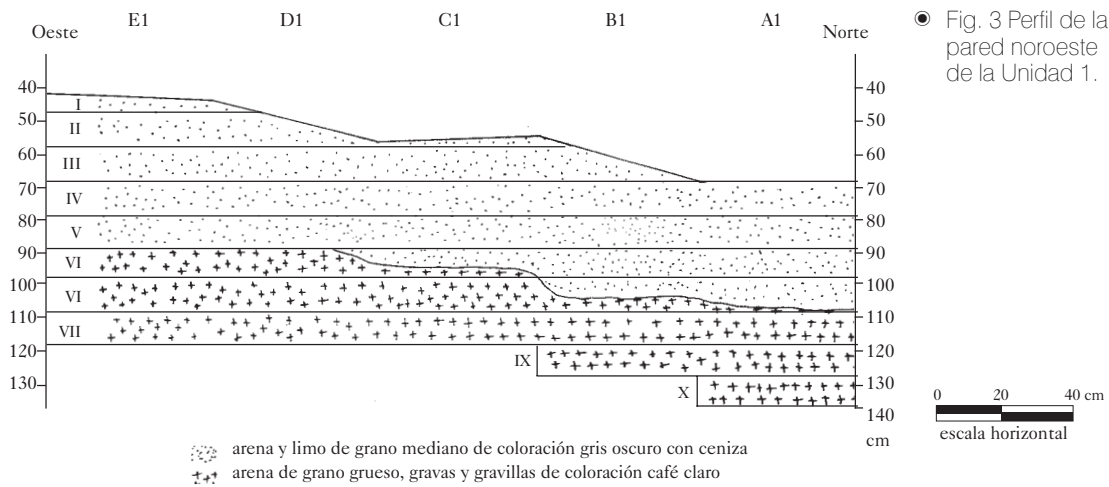 E1 D1 C1 B1 A1
Oeste Norte
Fig. 3 Perfil de la
pared noroeste
de la Unidad 1.
40 I 40
50 II 50
60 III 60
70 IV 70
80 V 80
90 VI 90
100 VI 100
110 VII 110
120 IX 120
130 X 130
140
cm
0 20 40 cm
escala horizontal
arena y limo de grano mediano de coloración gris oscuro con ceniza
arena de grano grueso, gravas y gravillas de coloración café claro